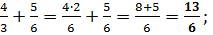 4/3 + 5/6 = 4·2/6 + 5/6 = 8+5/6 = 13/6 ;